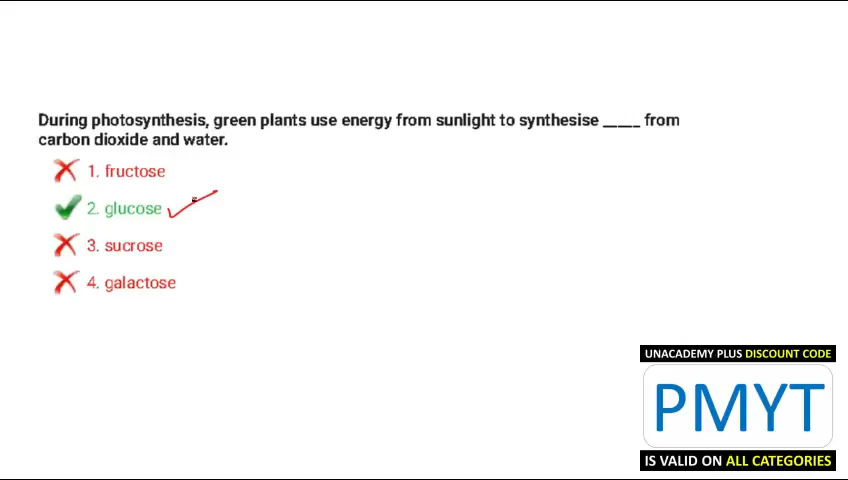 During photosynthesis, green plants use energy from sunlight to synthesise _____ from
carbon dioxide and water.
1. fructose
2. glucose
3. sucrose
4. galactose
UNACADEMY PLUS DISCOUNT CODE
PMYT
IS VALID ON ALL CATEGORIES